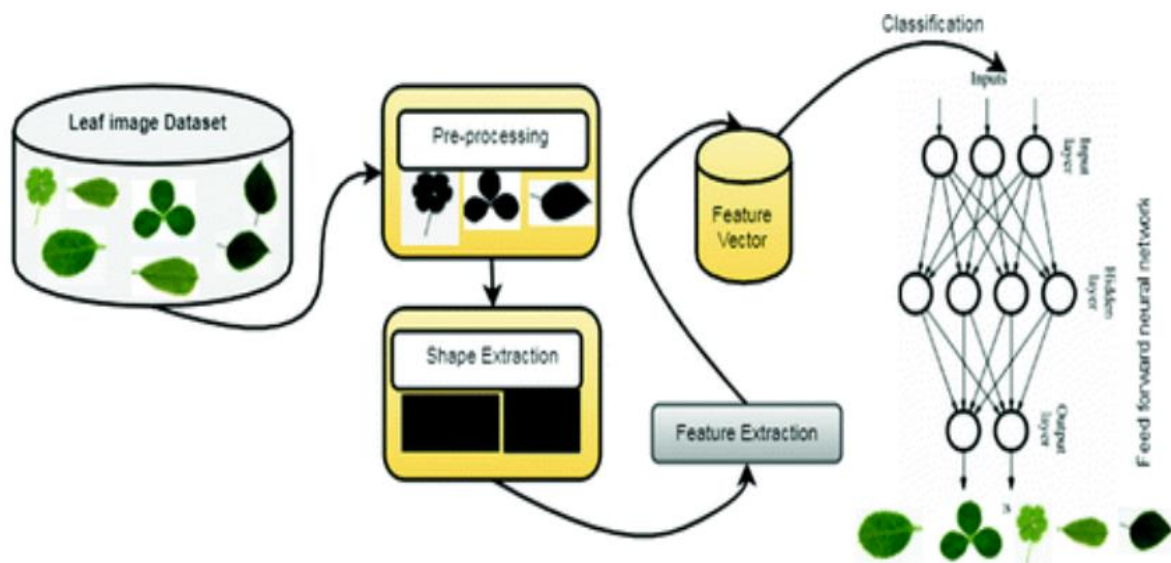 Leaf image Dataset
Pre-processing
Shape Extraction
Feature Extraction
Feature
Vector
Classification
Inputs
Input
layer
Hidden
layer
Output
layer
Feed forward neural network